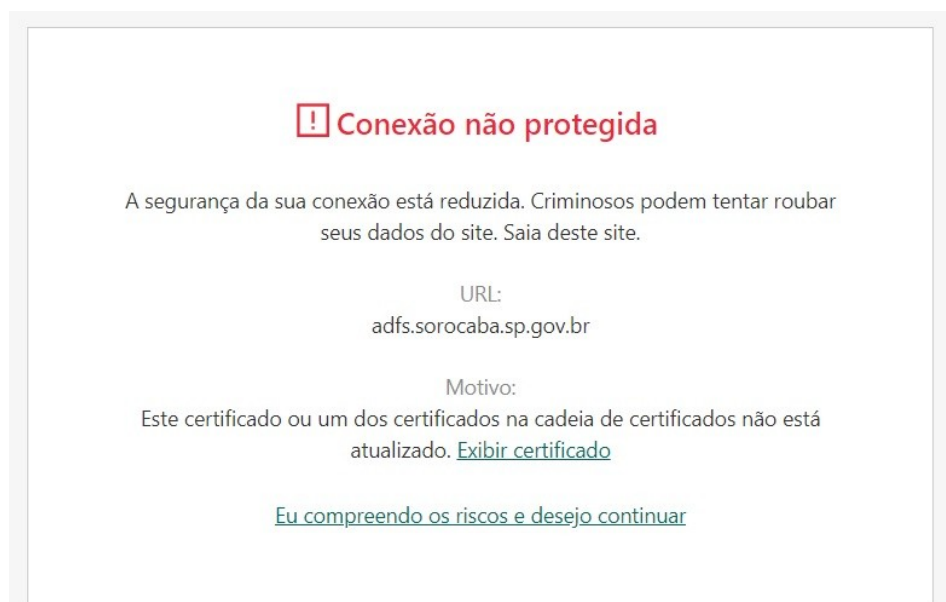 Conexão não protegida
A segurança da sua conexão está reduzida. Criminosos podem tentar roubar
seus dados do site. Saia deste site.
URL:
adfs.sorocaba.sp.gov.br
Motivo:
Este certificado ou um dos certificados na cadeia de certificados não está
atualizado. Exibir certificado
Eu compreendo os riscos e desejo continuar